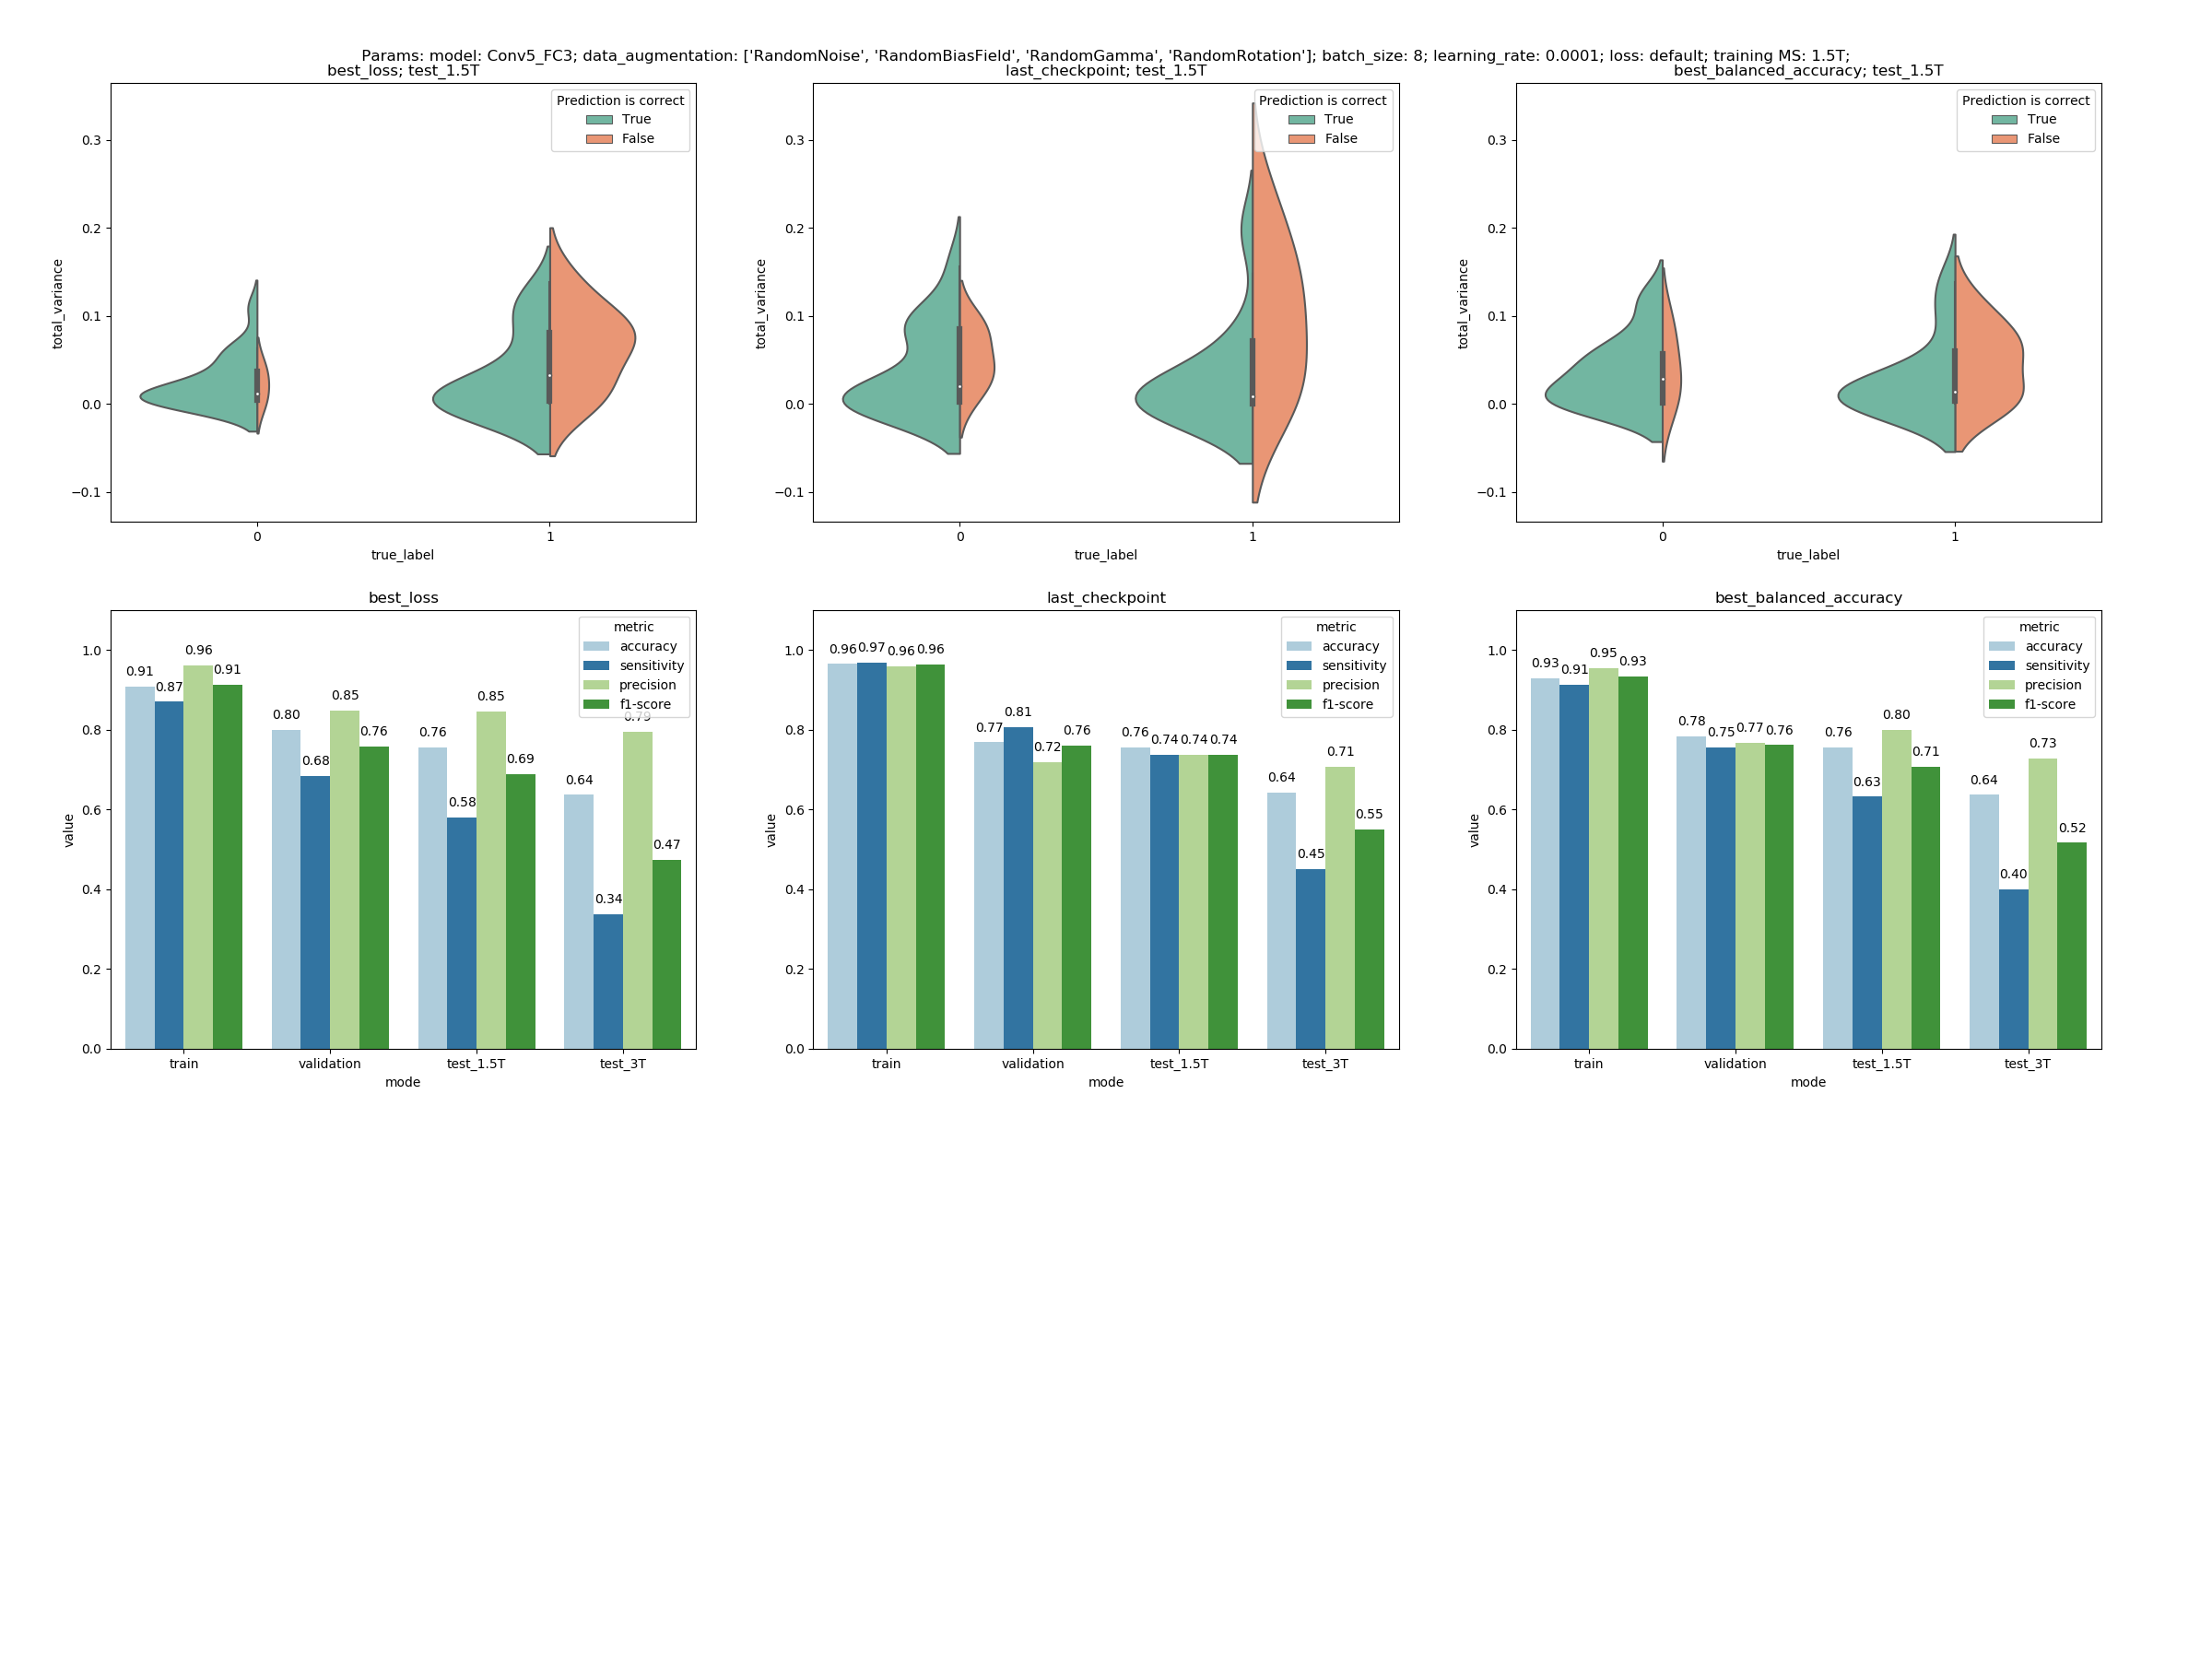 Params: model: Conv5_FC3; data_augmentation: ['RandomNoise', 'RandomBiasField', 'RandomGamma', 'RandomRotation']; batch_size: 8; learning_rate: 0.0001; loss: default; training MS: 1.5T;
best_loss; test_1.5T
Prediction is correct
True
False
0.3
0.2
0.1
0.0
−0.1
total_variance
0
1
true_label
last_checkpoint; test_1.5T
Prediction is correct
True
False
0.3
0.2
0.1
0.0
−0.1
total_variance
0
1
true_label
best_balanced_accuracy; test_1.5T
Prediction is correct
True
False
0.3
0.2
0.1
0.0
−0.1
total_variance
0
1
true_label
best_loss
metric
accuracy
sensitivity
precision
f1-score
1.0
0.8
0.6
0.4
0.2
0.0
value
0.91
0.87
0.96
0.91
0.80
0.68
0.85
0.76
0.76
0.58
0.85
0.69
0.64
0.34
0.79
0.47
train
validation
test_1.5T
test_3T
mode
last_checkpoint
metric
accuracy
sensitivity
precision
f1-score
1.0
0.8
0.6
0.4
0.2
0.0
value
0.96
0.97
0.96
0.96
0.77
0.81
0.72
0.76
0.76
0.74
0.74
0.74
0.64
0.45
0.71
0.55
train
validation
test_1.5T
test_3T
mode
best_balanced_accuracy
metric
accuracy
sensitivity
precision
f1-score
1.0
0.8
0.6
0.4
0.2
0.0
value
0.93
0.91
0.95
0.93
0.78
0.75
0.77
0.76
0.76
0.63
0.80
0.71
0.64
0.40
0.73
0.52
train
validation
test_1.5T
test_3T
mode